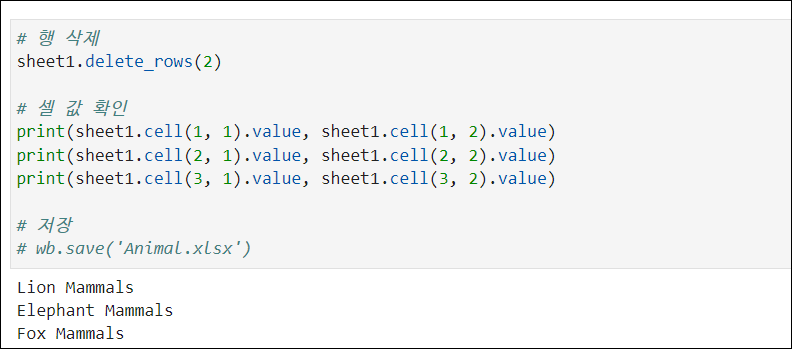 # 행 삭제
sheet1.delete_rows(2)
# 셀 값 확인
print(sheet1.cell(1, 1).value, sheet1.cell(1, 2).value)
print(sheet1.cell(2, 1).value, sheet1.cell(2, 2).value)
print(sheet1.cell(3, 1).value, sheet1.cell(3, 2).value)
# 저장
# wb.save('Animal.xlsx')
Lion Mammals
Elephant Mammals
Fox Mammals